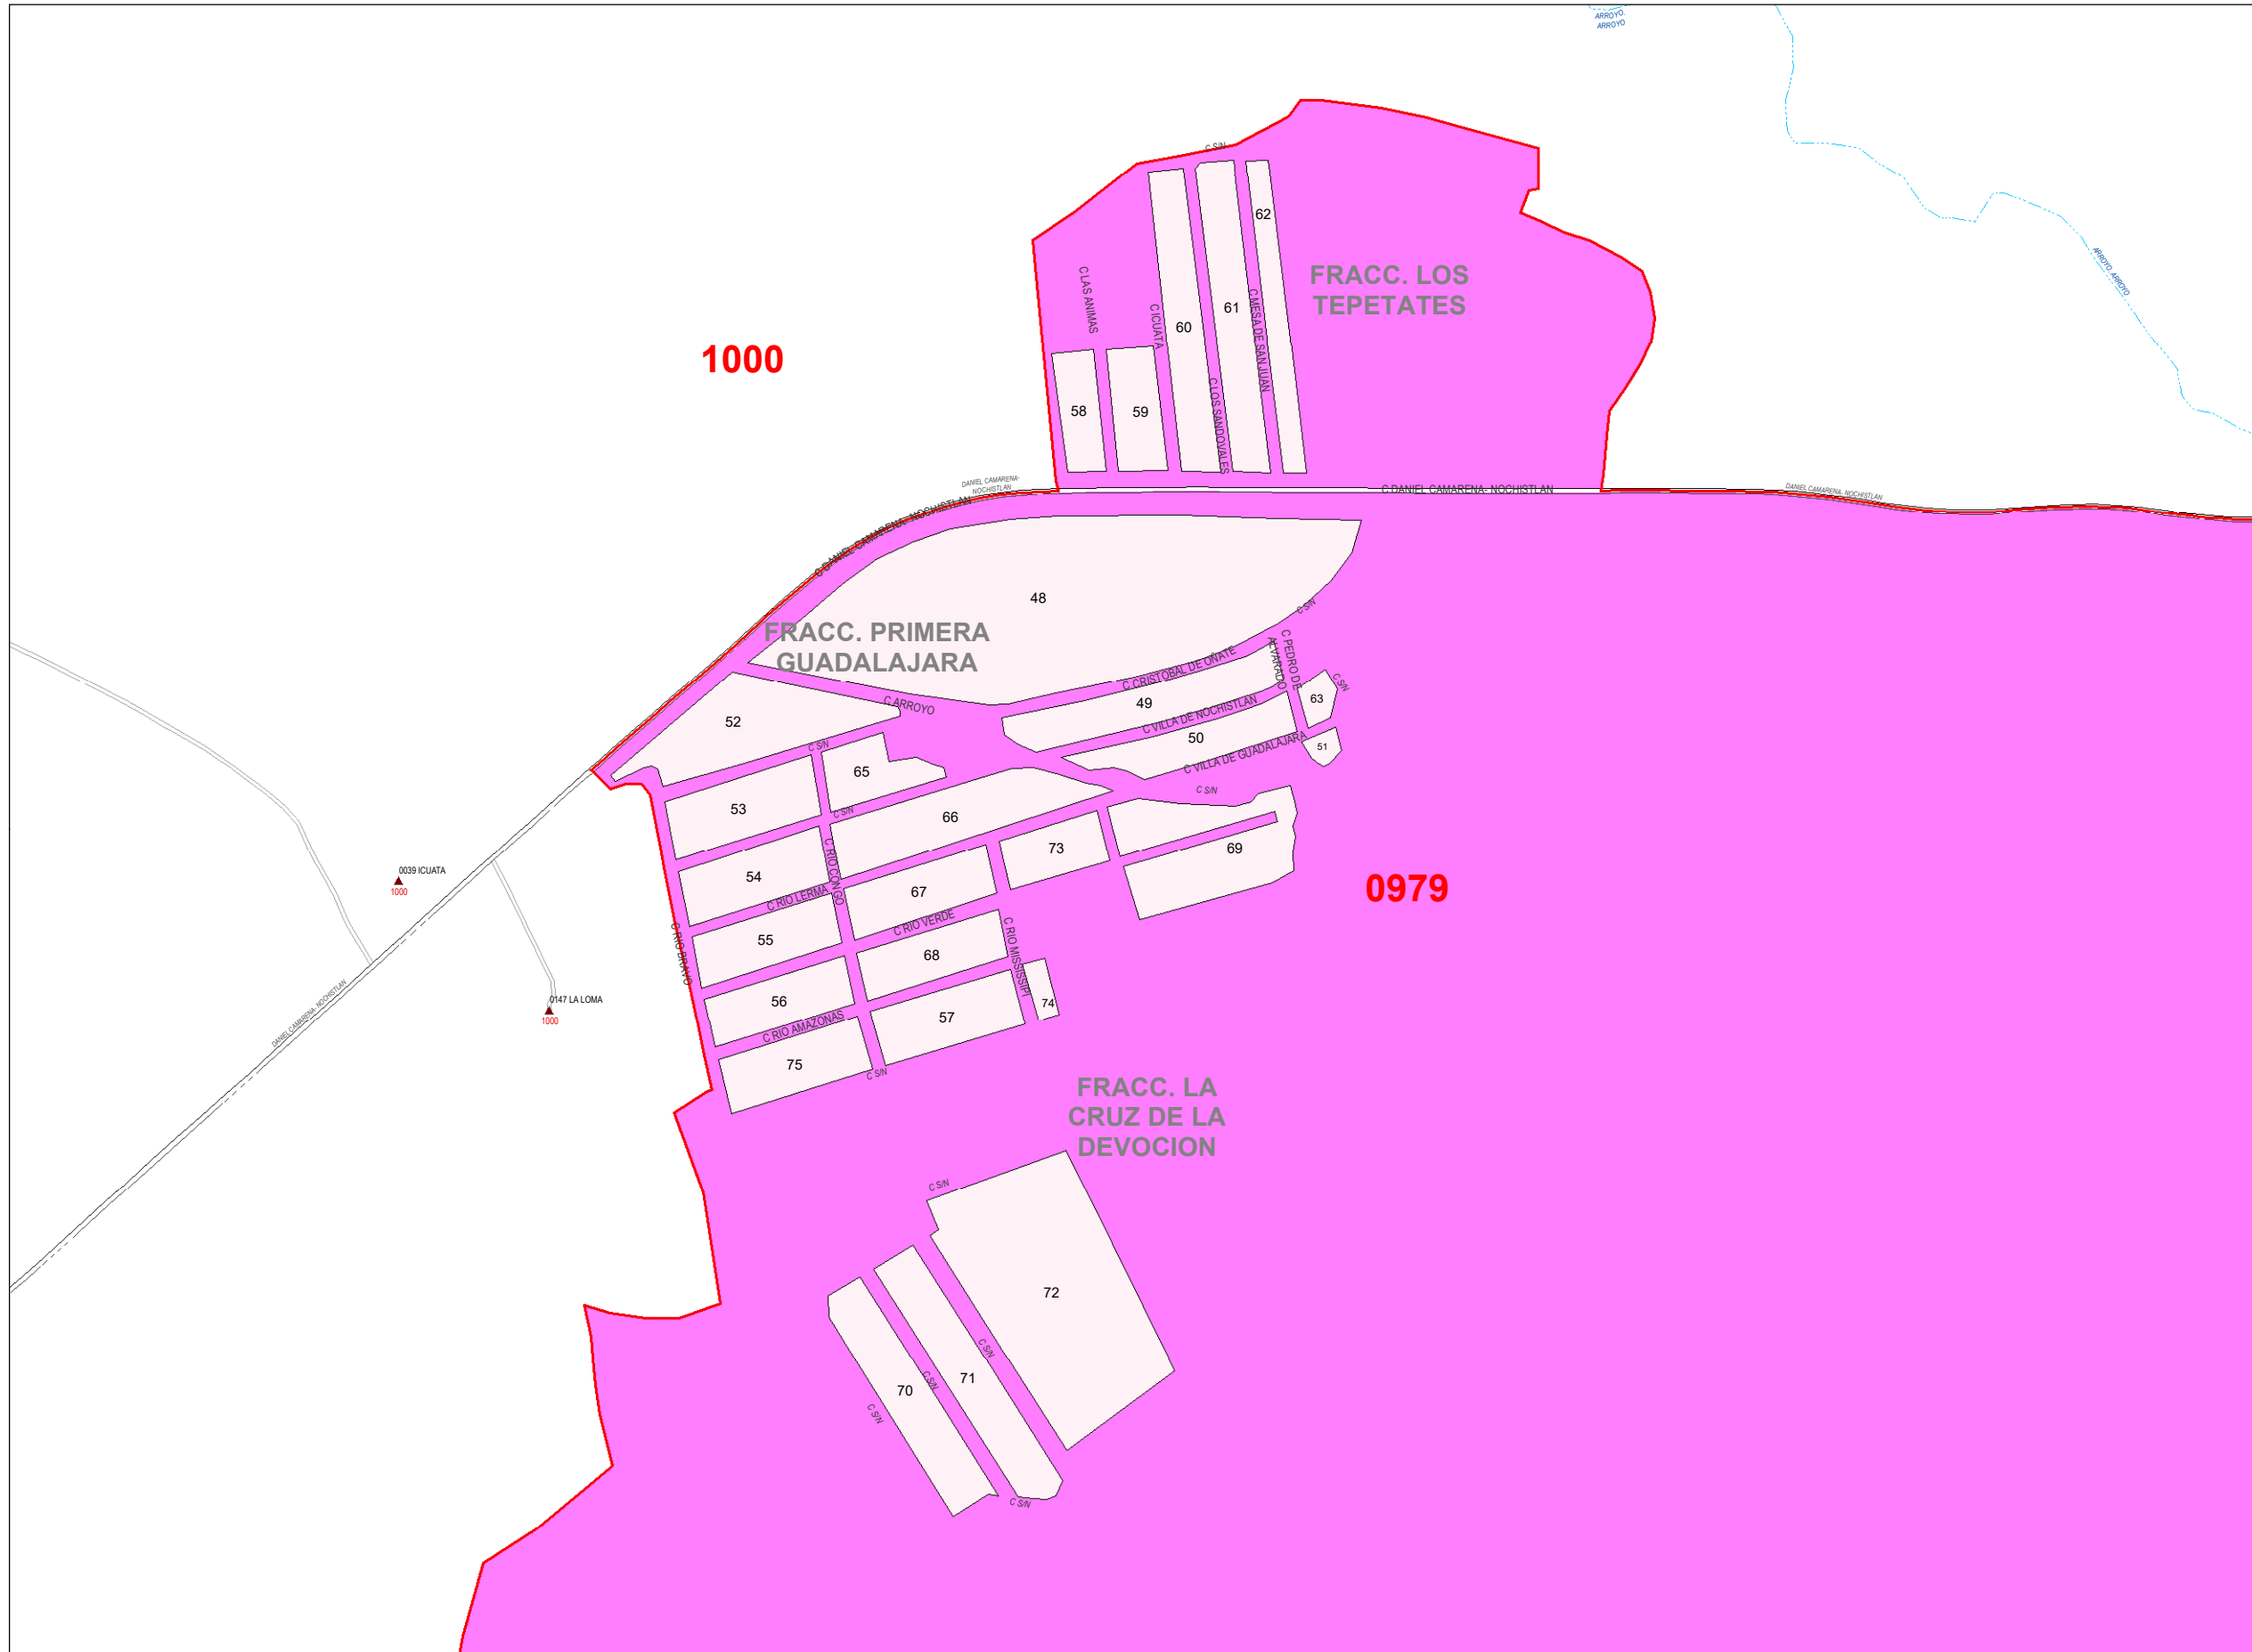 ARROYO.
ARROYO
C S/N
62
ARROYO ARROYO
FRACC. LOS
TEPETATES
C LAS ANIMAS
C ICUATA
60
61
C MESA DE SAN JUAN
1000
58
59
C LOS SANDOVALES
DANIEL CAMARENA-
NOCHISTLAN
C DANIEL CAMARENA- NOCHISTLAN
DANIEL CAMARENA- NOCHISTLAN
C DANIEL CAMARENA- NOCHISTLAN
48
C S/N
FRACC. PRIMERA
GUADALAJARA
C CRISTOBAL DE OÑATE
C PEDRO DE
ALVARADO
C S/N
63
49
C ARROYO
C VILLA DE NOCHISTLAN
52
50
51
C VILLA DE GUADALAJARA
C S/N
65
C S/N
53
C S/N
66
73
69
C RIO CONGO
0039 ICUATA
1000
54
C RIO LERMA
67
0979
C RIO VERDE
55
C RIO BRAVO
68
C RIO MISSISSIPI
56
74
0147 LA LOMA
1000
DANIEL CAMARENA- NOCHISTLAN
57
C RIO AMAZONAS
75
C S/N
FRACC. LA
CRUZ DE LA
DEVOCION
C S/N
72
C S/N
71
C S/N
70
C S/N
C S/N